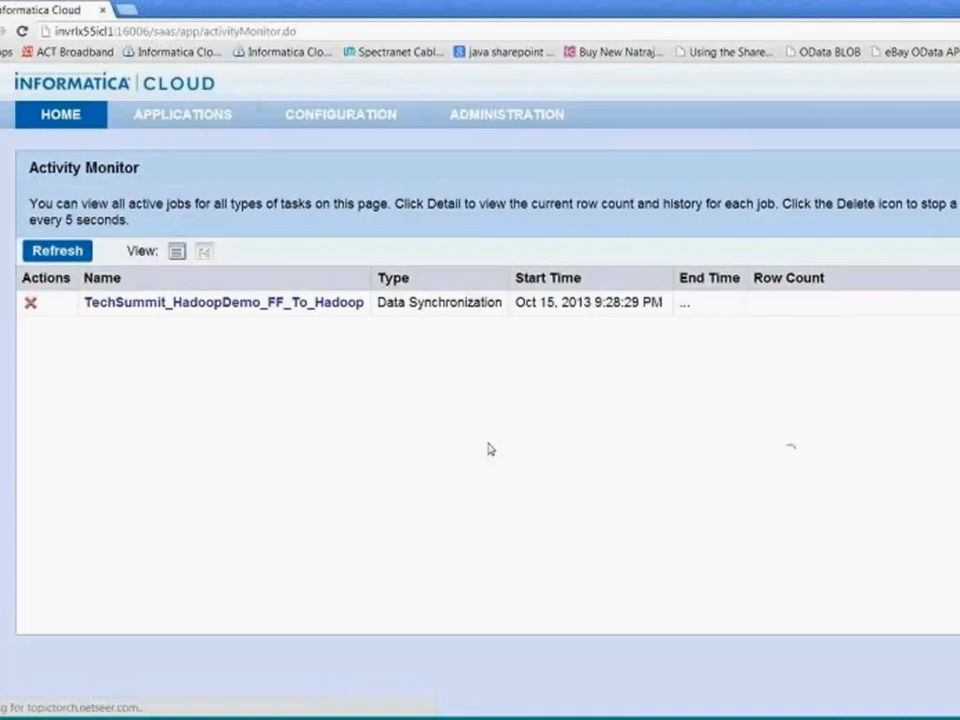 nformatica Cloud ×
invrlx55icl1:16006/saas/app/activityMonitor.do
ps ACT Broadband Informatica Clo... Informatica Clo... Spectranet Cabl... java sharepoint ... Buy New Natraj... Using the Share... OData BLOB eBay OData AP
INFORMATICA | CLOUD
HOME APPLICATIONS CONFIGURATION ADMINISTRATION
Activity Monitor
You can view all active jobs for all types of tasks on this page. Click Detail to view the current row count and history for each job. Click the Delete icon to stop a
every 5 seconds.
Refresh View:
Actions Name Type Start Time End Time Row Count
TechSummit_HadoopDemo_FF_To_Hadoop Data Synchronization Oct 15, 2013 9:28:29 PM ...
g for topictorch.netseer.com...